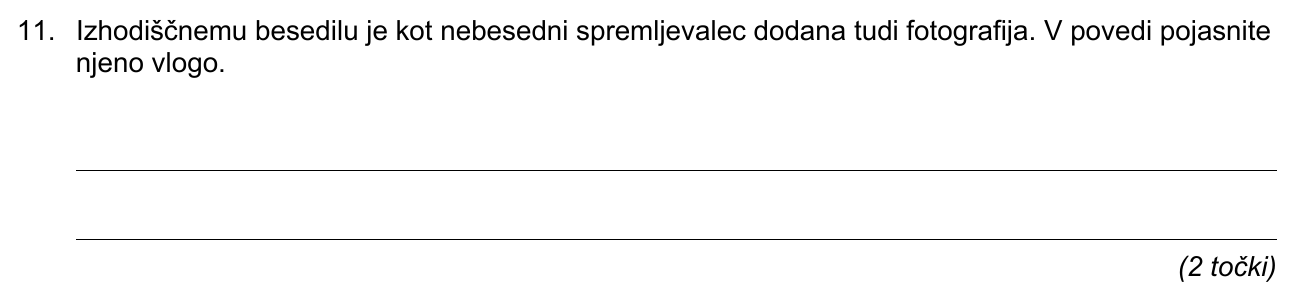 11. Izhodiščnemu besedilu je kot nebesedni spremljevalec dodana tudi fotografija. V povedi pojasnite
njeno vlogo.
(2 točki)